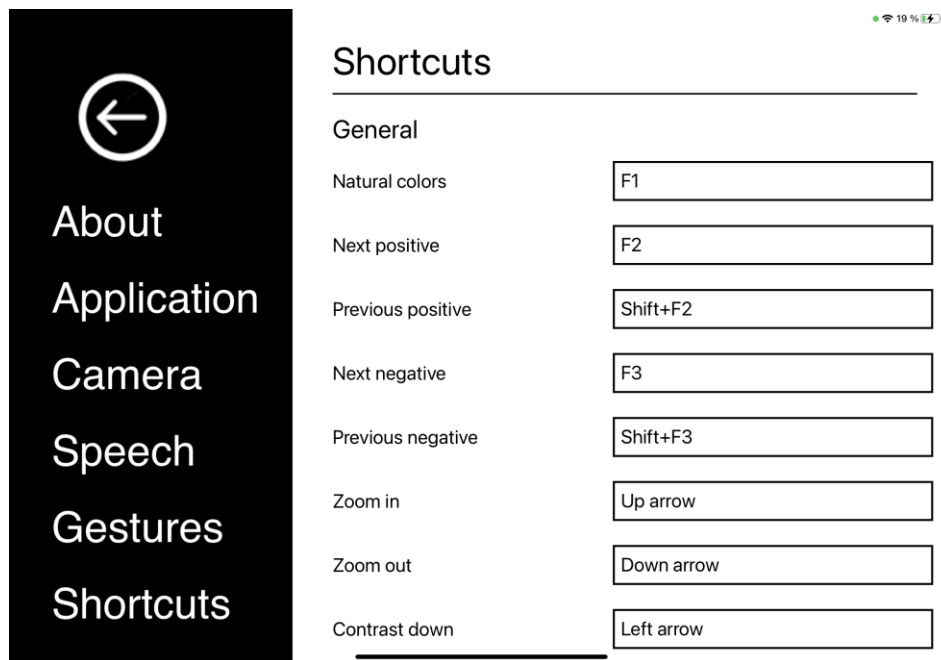 19 %
About
Application
Camera
Speech
Gestures
Shortcuts
Shortcuts
General
Natural colors F1
Next positive F2
Previous positive Shift+F2
Next negative F3
Previous negative Shift+F3
Zoom in Up arrow
Zoom out Down arrow
Contrast down Left arrow